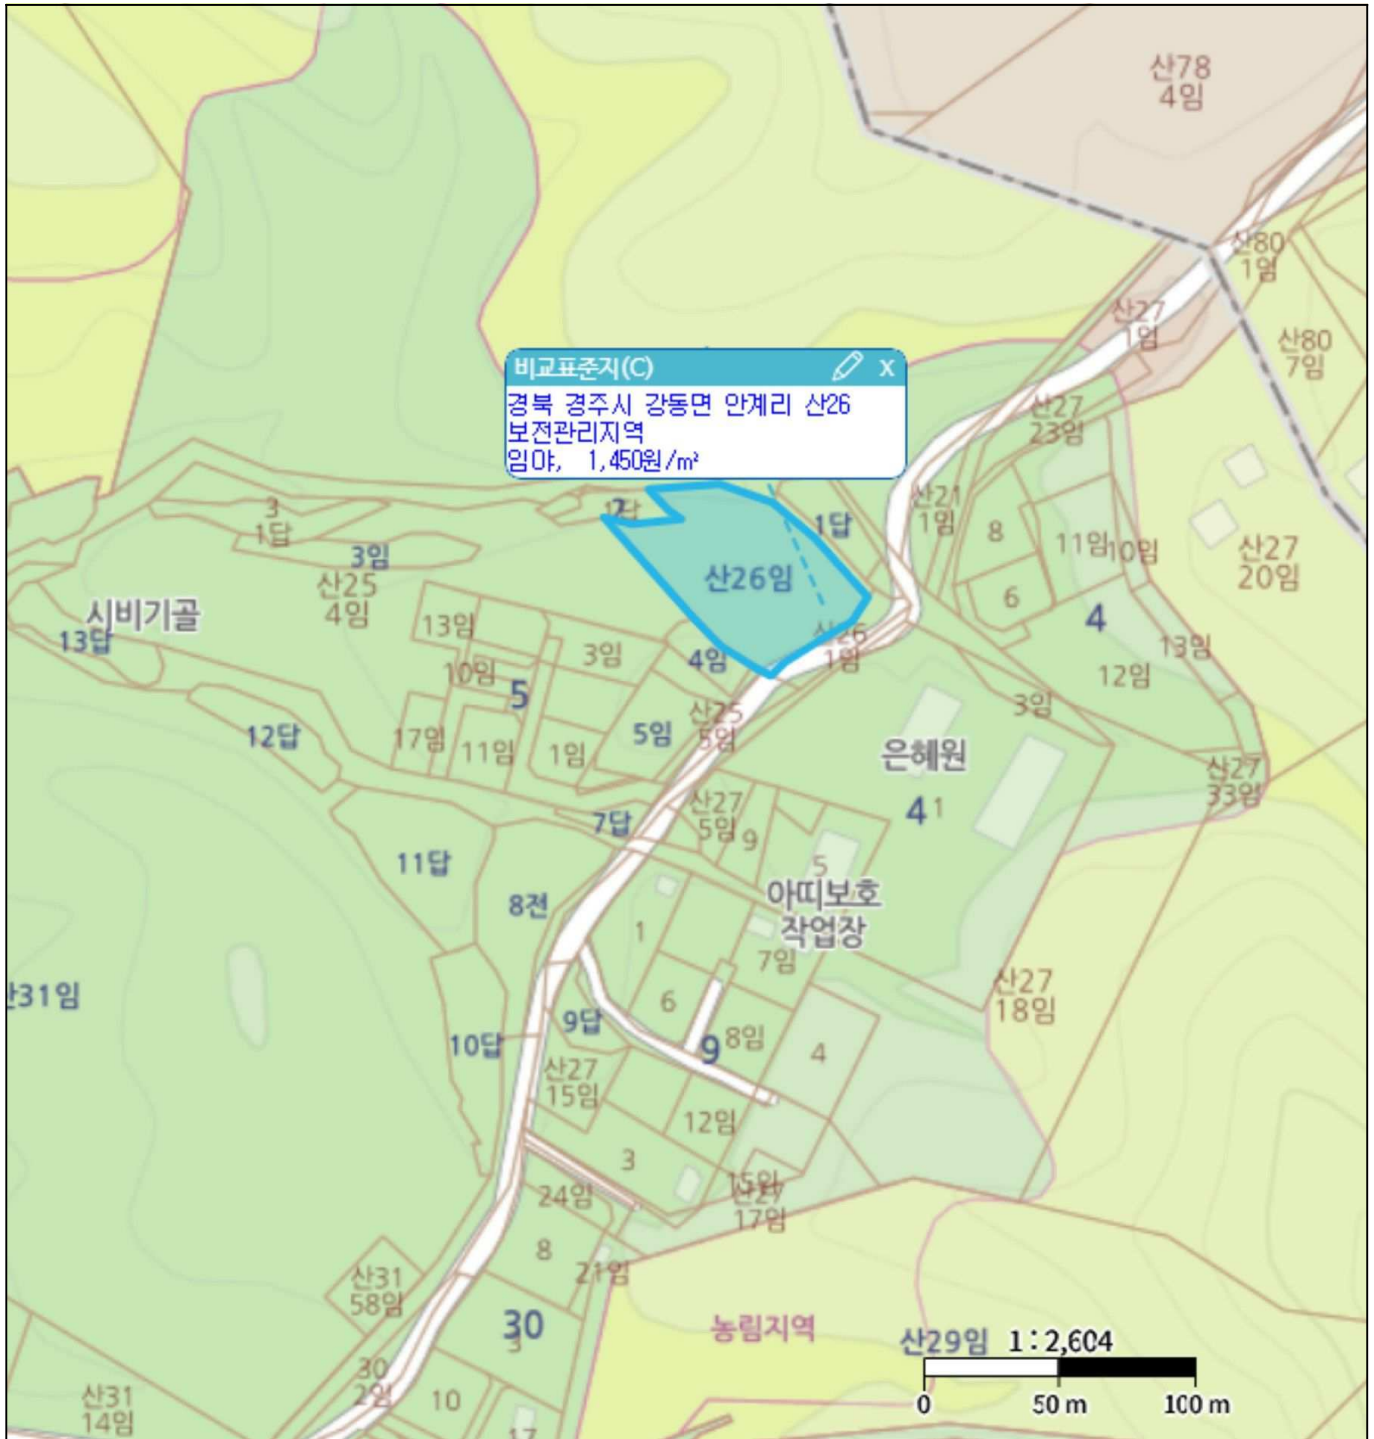 산78
4임
산80
1임
산27
1임
산80
7임
비교표준지(C) X
경북 경주시 강동면 안계리 산26
보전관리지역
임야, 1,450원/㎡
산27
23임
3
1답
1답
산21
1임
8
11임
10임
산27
20임
3임
산25
4임
산26임
6
4
시비기골
13답
13임
3임
4임
산26
1임
13임
10임
5
12임
12답
17임
11임
1임
5임
산25
5임
3임
은혜원
산27
33임
7답
산27
5임
9
4
1
11답
5
아띠보호
작업장
8전
1
7임
산31임
6
산27
18임
10답
9답
9
8임
4
산27
15임
12임
3
15임
산27
17임
24임
8
21임
산31
58임
30
3
농림지역
산29임
1:2,604
30
2임
산31
14임
10
17
0
50 m
100 m